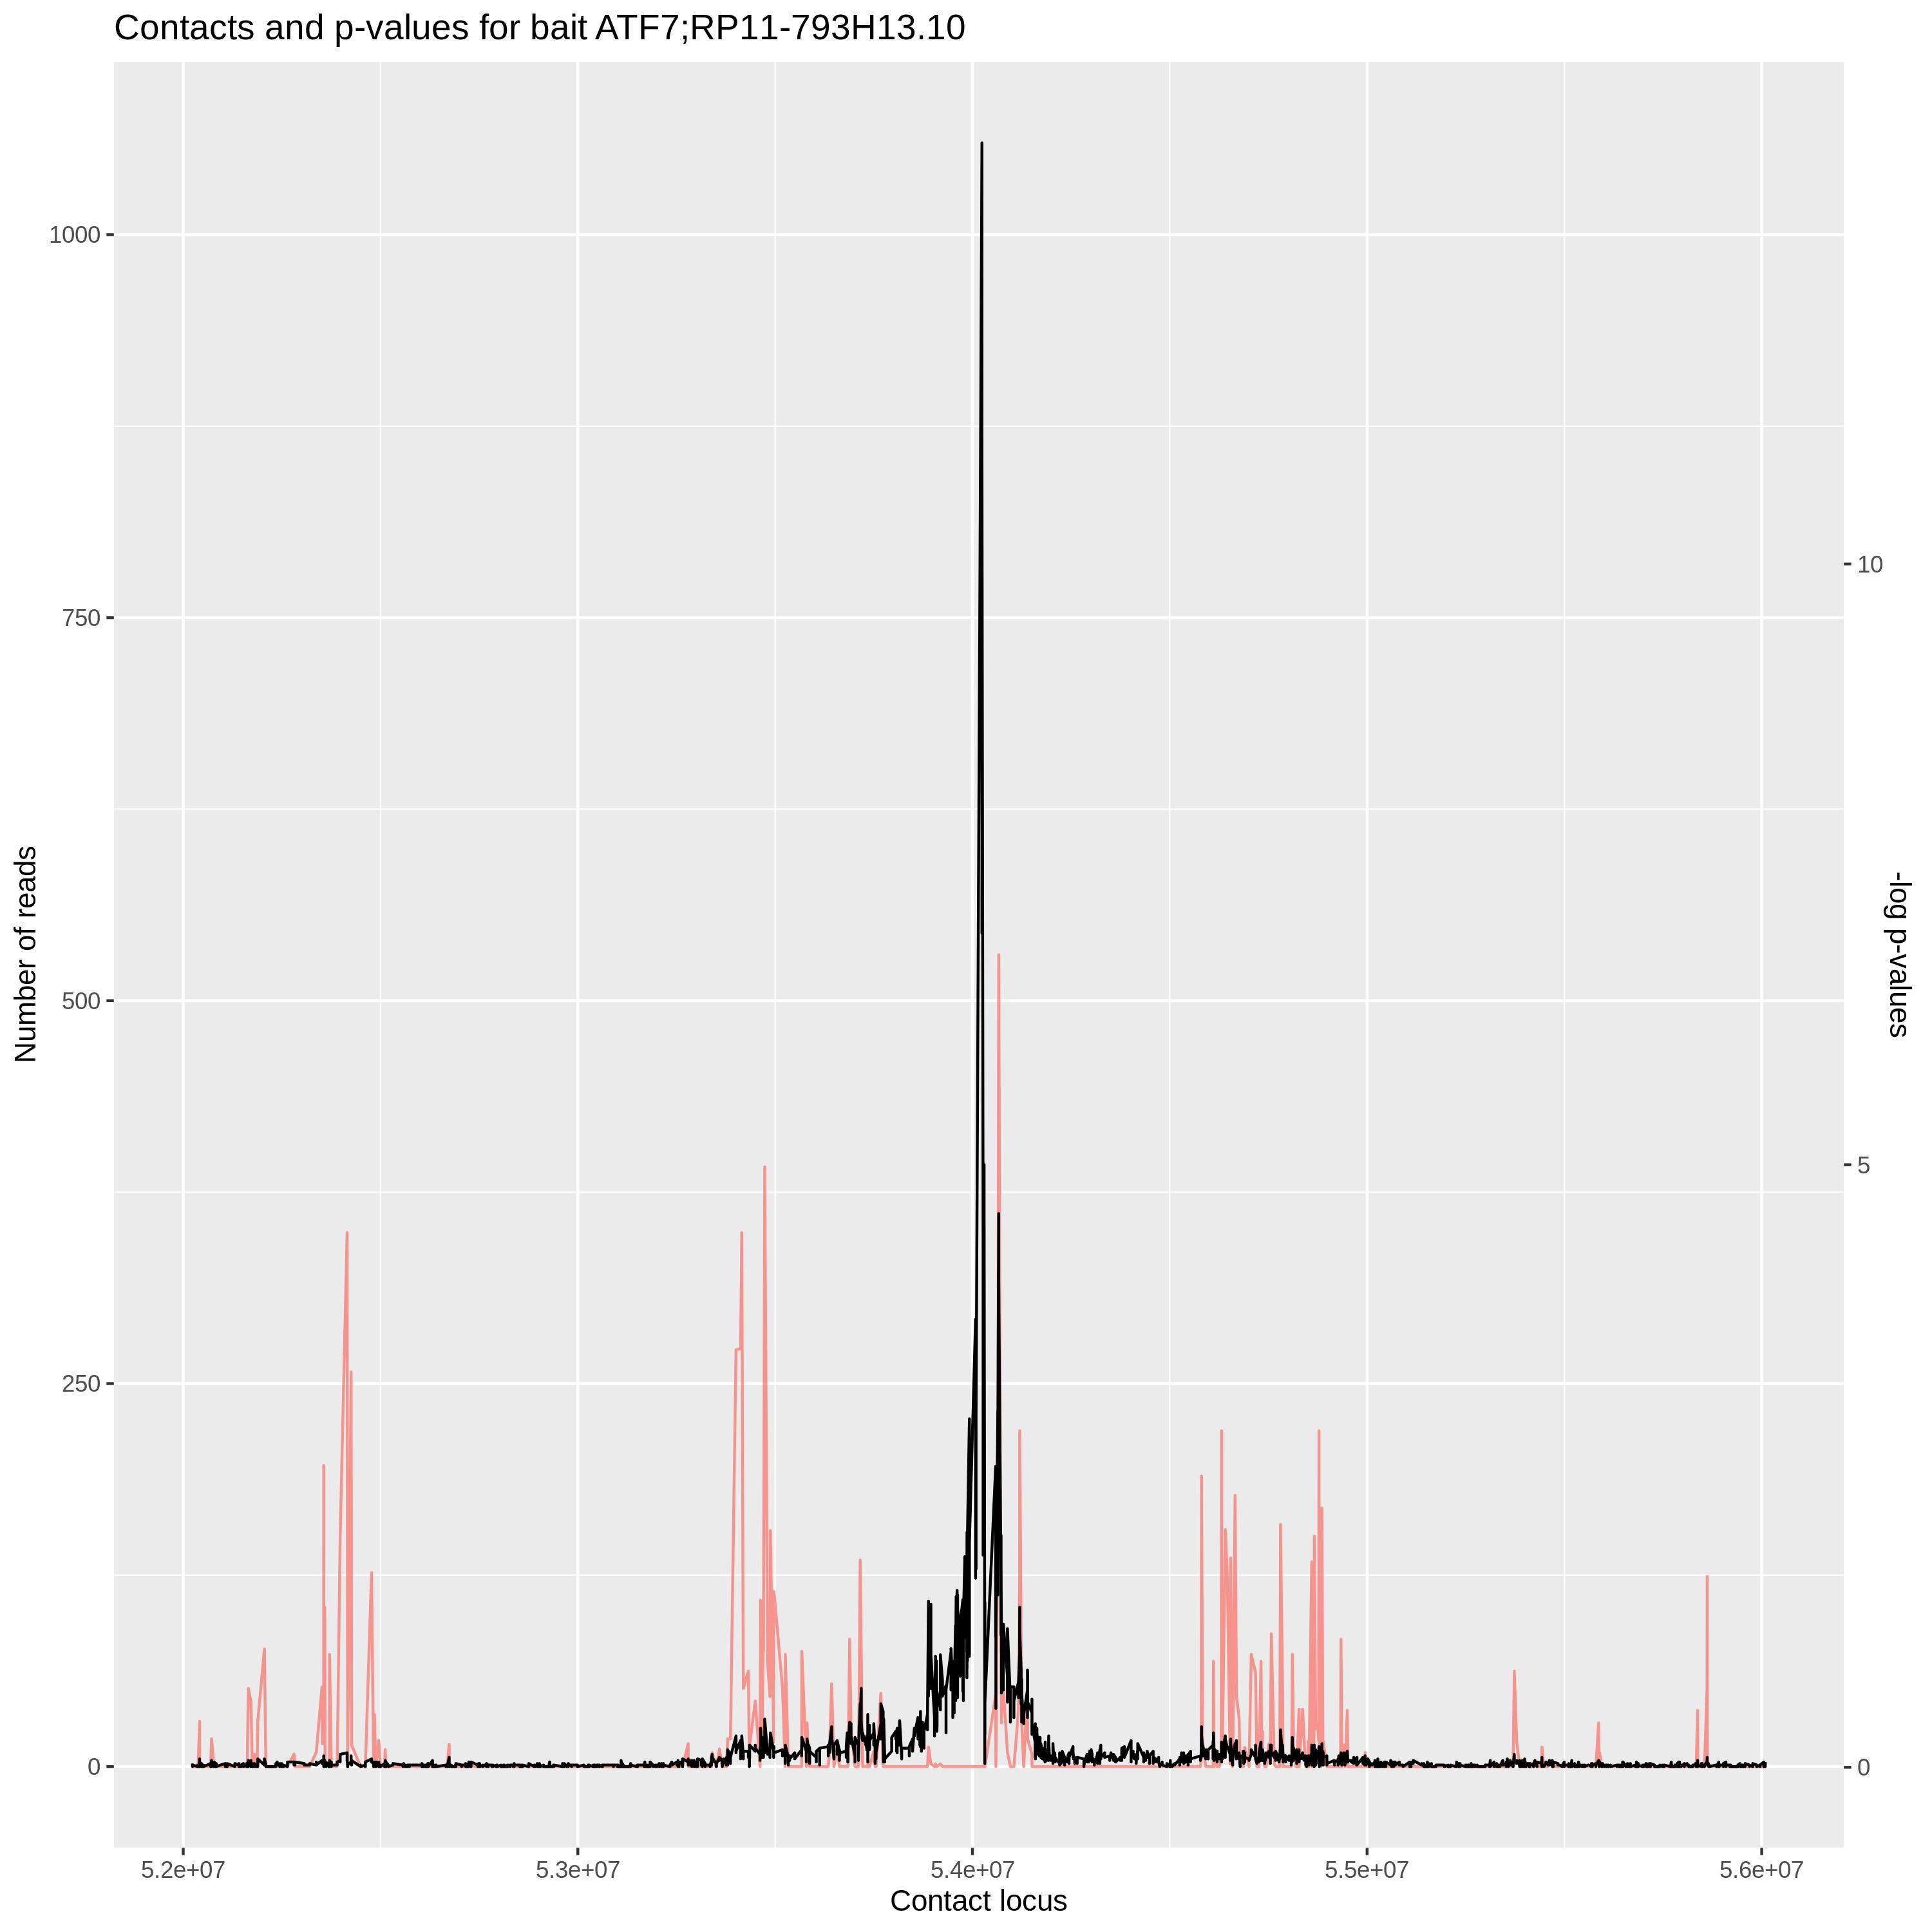 Contacts and p-values for bait ATF7;RP11-793H13.10
1000
750
500
250
0
Number of reads
10
5
0
-log p-values
5.2e+07
5.3e+07
5.4e+07
5.5e+07
5.6e+07
Contact locus